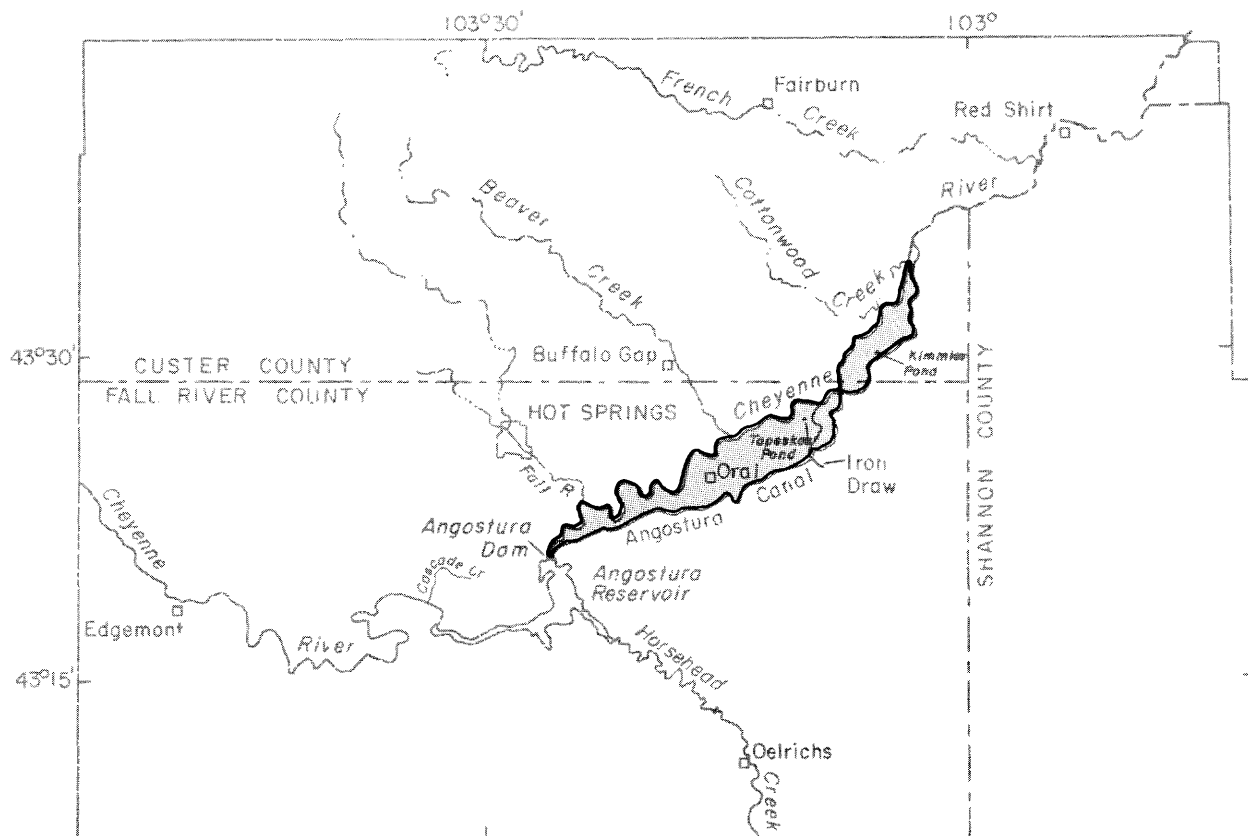 103°30'
103°
French
Creek
Fairburn
Red Shirt
River
Beaver
Creek
Cottonwood
Creek
43°30'
CUSTER COUNTY
FALL RIVER COUNTY
Buffalo Gap
HOT SPRINGS
Cheyenne
Pond
SHANNON COUNTY
Pond
Oral
Iron
Draw
Fall R.
Angostura
Canal
Angostura
Dam
Angostura
Reservoir
Cascade Cr
Cheyenne
River
Edgemont
43°15'
Horsehead
Creek
Oelrichs